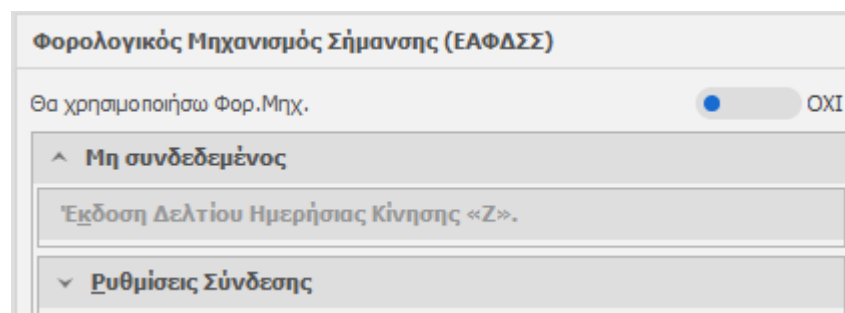 Φορολογικός Μηχανισμός Σήμανσης (ΕΑΦΔΣΣ)
Θα χρησιμοποιήσω Φορ.Μηχ. ΟΧΙ
Μη συνδεδεμένος
Έκδοση Δελτίου Ημερήσιας Κίνησης «Ζ».
Ρυθμίσεις Σύνδεσης